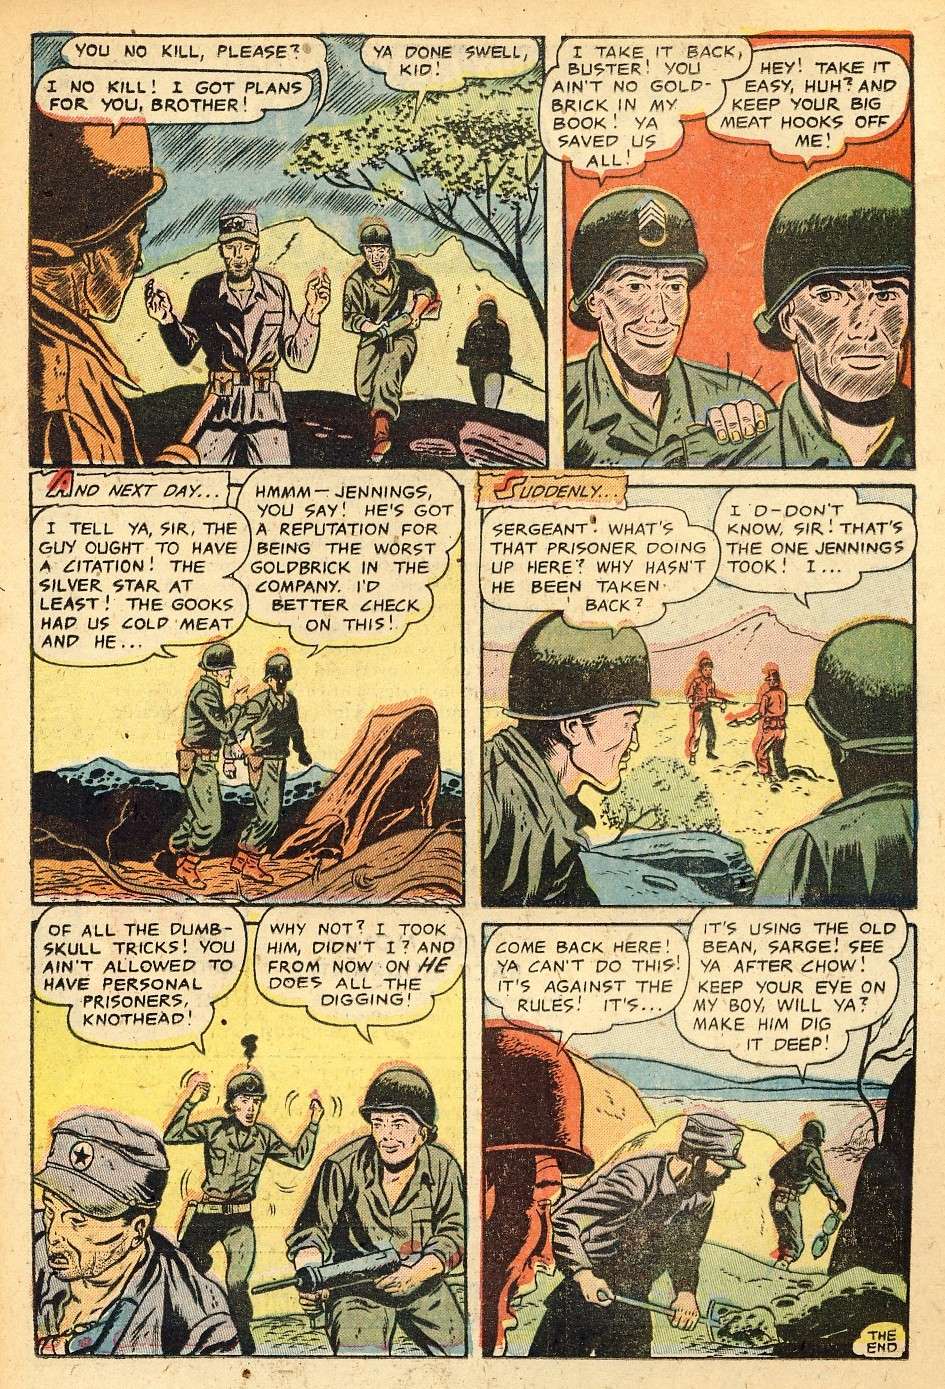 YOU NO KILL, PLEASE?
I NO KILL! I GOT PLANS
FOR YOU, BROTHER!
YA DONE SWELL,
KID!
I TAKE IT BACK,
BUSTER! YOU
AIN'T NO GOLD-
BRICK IN MY
BOOK! YA
SAVED US
ALL!
HEY! TAKE IT
EASY, HUH? AND
KEEP YOUR BIG
MEAT HOOKS OFF
ME!
AND NEXT DAY...
I TELL YA, SIR, THE
GUY OUGHT TO HAVE
A CITATION! THE
SILVER STAR AT
LEAST! THE GOOKS
HAD US COLD MEAT
AND HE...
HMMM—JENNINGS,
YOU SAY! HE'S GOT
A REPUTATION FOR
BEING THE WORST
GOLDBRICK IN THE
COMPANY. I'D
BETTER CHECK
ON THIS!
SUDDENLY...
SERGEANT! WHAT'S
THAT PRISONER DOING
UP HERE? WHY HASN'T
HE BEEN TAKEN
BACK?
I D-DON'T
KNOW, SIR! THAT'S
THE ONE JENNINGS
TOOK! I...
OF ALL THE DUMB-
SKULL TRICKS! YOU
AIN'T ALLOWED TO
HAVE PERSONAL
PRISONERS,
KNOTHEAD!
WHY NOT? I TOOK
HIM, DIDN'T I? AND
FROM NOW ON HE
DOES ALL THE
DIGGING!
COME BACK HERE!
YA CAN'T DO THIS!
IT'S AGAINST THE
RULES! IT'S...
IT'S USING THE OLD
BEAN, SARGE! SEE
YA AFTER CHOW!
KEEP YOUR EYE ON
MY BOY, WILL YA?
MAKE HIM DIG
IT DEEP!
THE
END